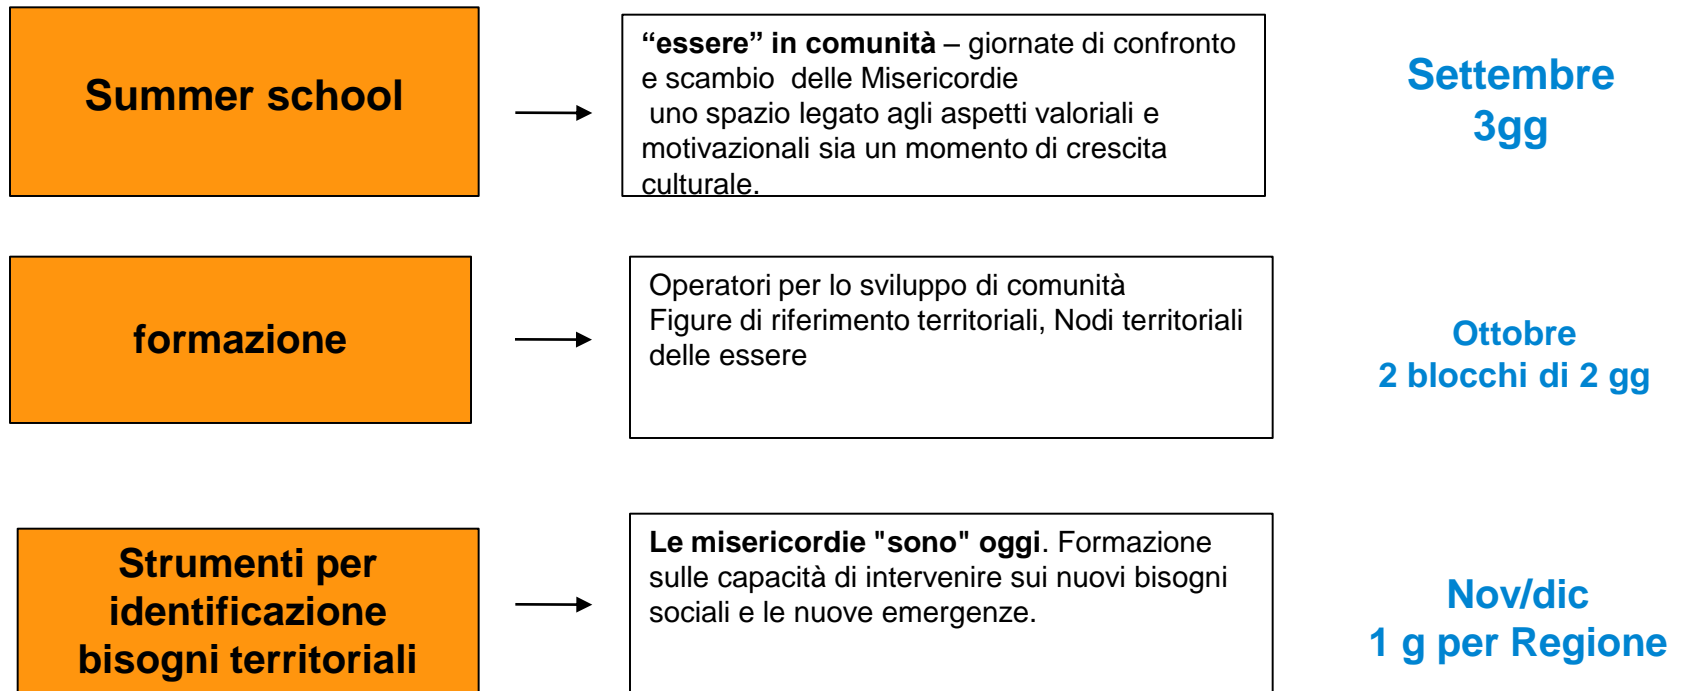 Summer school
“essere” in comunità – giornate di confronto
e scambio delle Misericordie
uno spazio legato agli aspetti valoriali e
motivazionali sia un momento di crescita
culturale.
Settembre
3gg
formazione
Operatori per lo sviluppo di comunità
Figure di riferimento territoriali, Nodi territoriali
delle essere
Ottobre
2 blocchi di 2 gg
Strumenti per
identificazione
bisogni territoriali
Le misericordie "sono" oggi. Formazione
sulle capacità di intervenire sui nuovi bisogni
sociali e le nuove emergenze.
Nov/dic
1 g per Regione